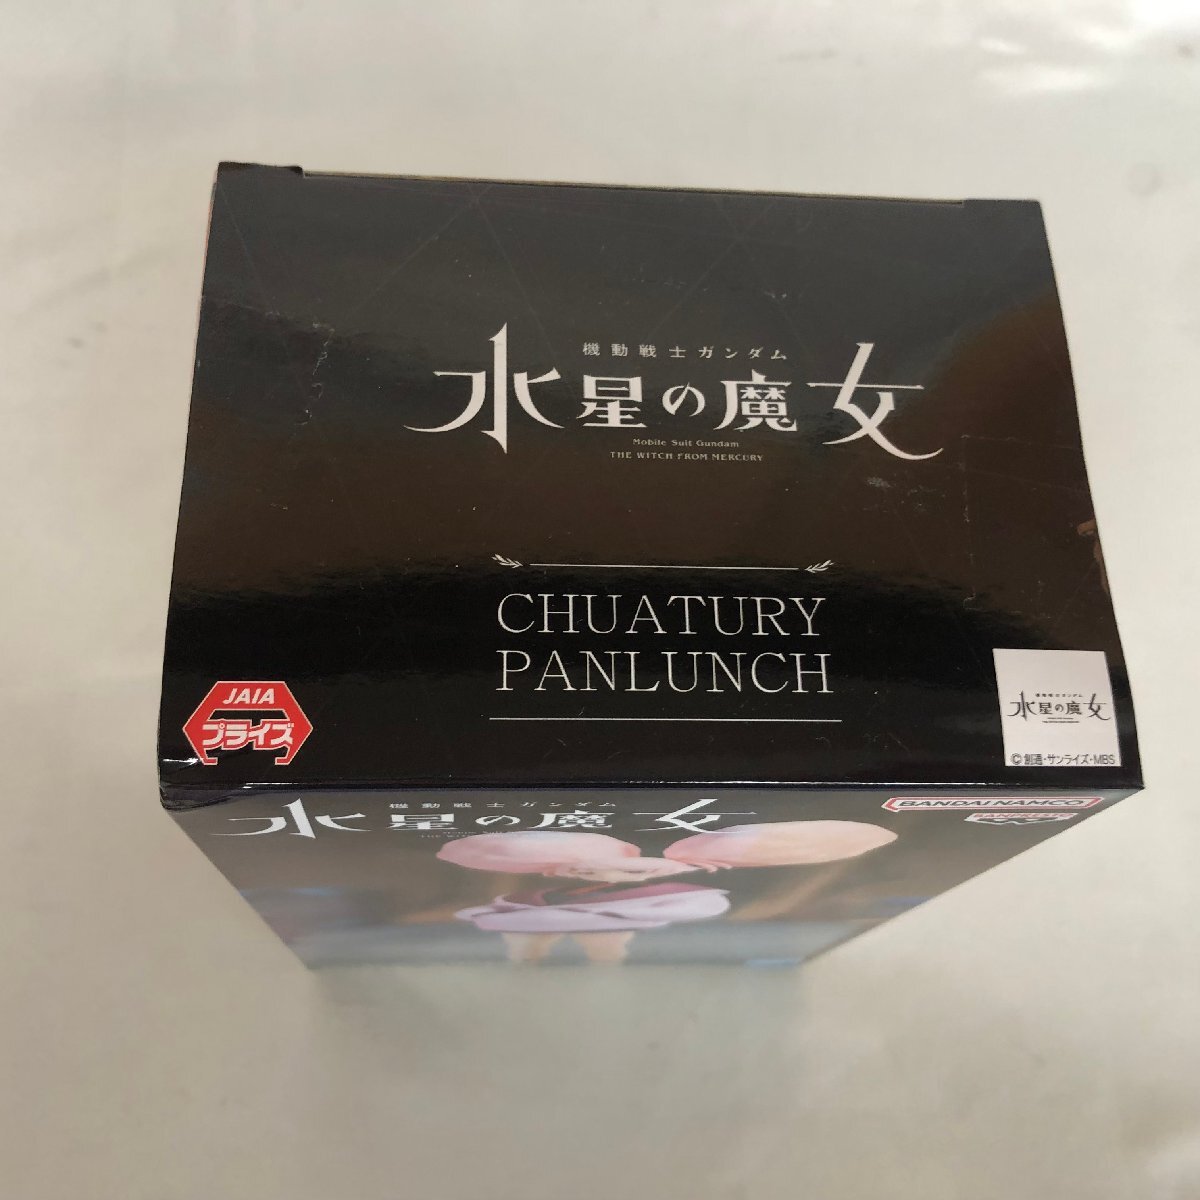 機動戦士ガンダム
水星の魔女
Mobile Suit Gundam
THE WITCH FROM MERCURY
CHUATURY
PANLUNCH
JAIA
プライズ
水星の魔女
©創通・サンライズ・MBS
機動戦士ガンダム
水星の魔女
BANDAI NAMCO
BANPRESTO